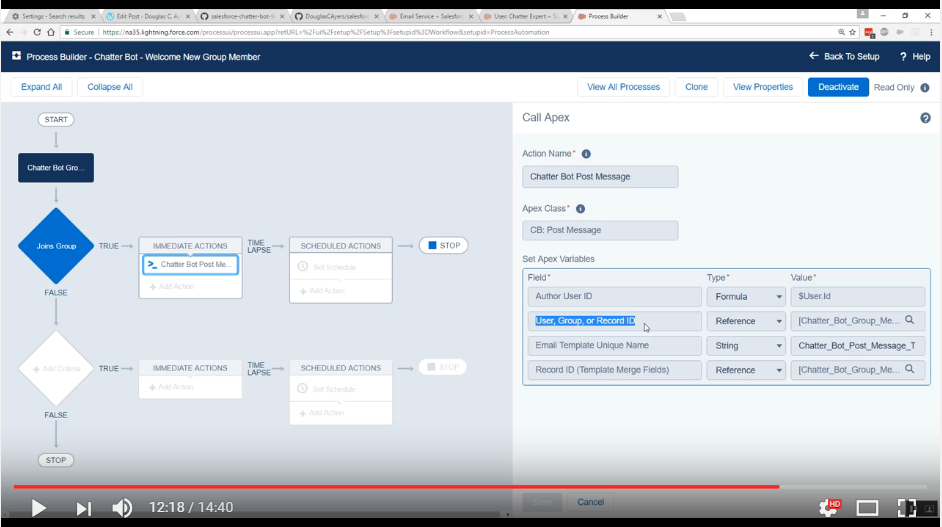 Settings - Search results
Edit Post - Douglas C. Ay
salesforce-chatter-bot-fo
DouglasCAyers/salesforc
Email Service ~ Salesfor
User: Chatter Expert ~ Sa
Process Builder
Secure https://na35.lightning.force.com/processui/processui.app?retURL=%2Fui%2Fsetup%2FSetup%3Fsetupid%3DWorkflow&setupid=ProcessAutomation
Process Builder - Chatter Bot - Welcome New Group Member
Back To Setup
? Help
Expand All
Collapse All
View All Processes
Clone
View Properties
Deactivate
Read Only
START
Chatter Bot Gro...
Joins Group
TRUE
IMMEDIATE ACTIONS
Chatter Bot Post Me...
+ Add Action
TIME
LAPSE
SCHEDULED ACTIONS
Set Schedule
+ Add Action
STOP
FALSE
+ Add Criteria
TRUE
IMMEDIATE ACTIONS
+ Add Action
TIME
LAPSE
SCHEDULED ACTIONS
Set Schedule
+ Add Action
STOP
FALSE
STOP
Call Apex
?
Action Name*
Chatter Bot Post Message
Apex Class*
CB: Post Message
Set Apex Variables
Field* Type* Value*
Author User ID Formula $User.Id
User, Group, or Record ID Reference [Chatter_Bot_Group_Me...
Email Template Unique Name String Chatter_Bot_Post_Message_T
Record ID (Template Merge Fields) Reference [Chatter_Bot_Group_Me...
Save
Cancel
12:18 / 14:40
HD